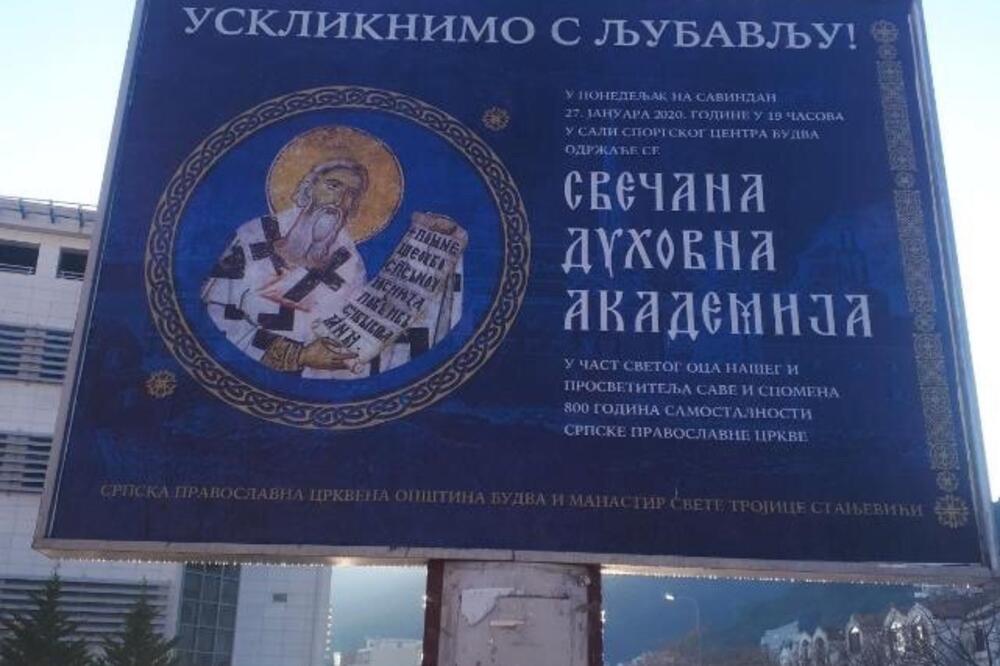 УСКЛИКНИМО С ЉУБАВЉУ!
У ПОНЕДЕЉАК НА САВИНДАН
27. ЈАНУАРА 2020. ГОДИНЕ У 19 ЧАСОВА
У САЛИ СПОРТСКОГ ЦЕНТРА БУДВА
ОДРЖАЋЕ СЕ
СВЕЧАНА
ДУХОВНА
АКАДЕМИЈА
У ЧАСТ СВЕТОГ ОЦА НАШЕГ И
ПРОСВЕТИТЕЉА САВЕ И СПОМЕНА
800 ГОДИНА САМОСТАЛНОСТИ
СРПСКЕ ПРАВОСЛАВНЕ ЦРКВЕ
СРПСКА ПРАВОСЛАВНА ЦРКВЕНА ОПШТИНА БУДВА И МАНАСТИР СВЕТЕ ТРОЈИЦЕ СТАЊЕВИЋИ